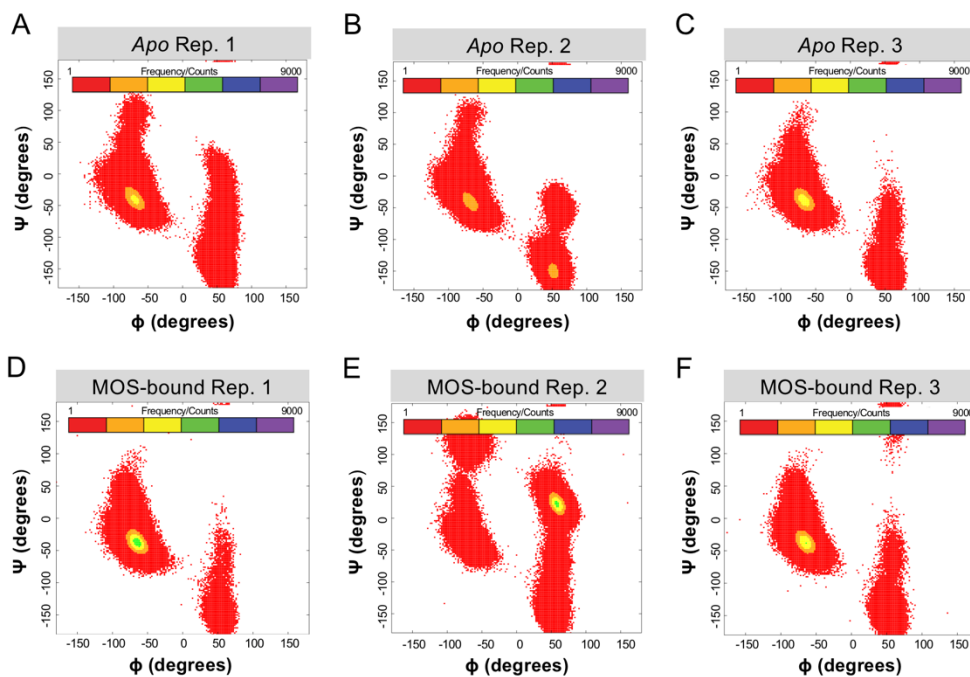 A
Apo Rep. 1
1 Frequency/Counts 9000
Ψ (degrees)
150
100
50
0
-50
-100
-150
-150 -100 -50 0 50 100 150
ϕ (degrees)
B
Apo Rep. 2
1 Frequency/Counts 9000
Ψ (degrees)
150
100
50
0
-50
-100
-150
-150 -100 -50 0 50 100 150
ϕ (degrees)
C
Apo Rep. 3
1 Frequency/Counts 9000
Ψ (degrees)
150
100
50
0
-50
-100
-150
-150 -100 -50 0 50 100 150
ϕ (degrees)
D
MOS-bound Rep. 1
1 Frequency/Counts 9000
Ψ (degrees)
150
100
50
0
-50
-100
-150
-150 -100 -50 0 50 100 150
ϕ (degrees)
E
MOS-bound Rep. 2
1 Frequency/Counts 9000
Ψ (degrees)
150
100
50
0
-50
-100
-150
-150 -100 -50 0 50 100 150
ϕ (degrees)
F
MOS-bound Rep. 3
1 Frequency/Counts 9000
Ψ (degrees)
150
100
50
0
-50
-100
-150
-150 -100 -50 0 50 100 150
ϕ (degrees)